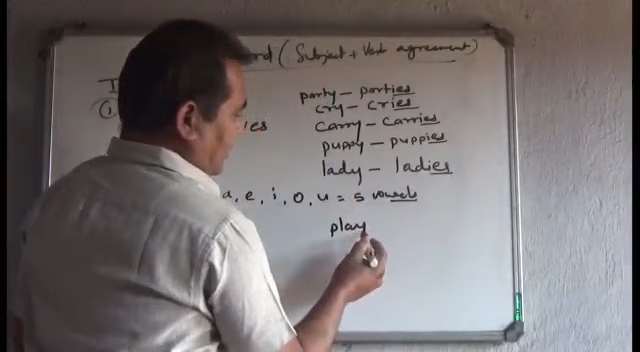 (Subject + Verb agreement)
party – parties
cry – cries
carry – carries
puppy – puppies
lady – ladies
a, e, i, o, u = 5 vowels
play